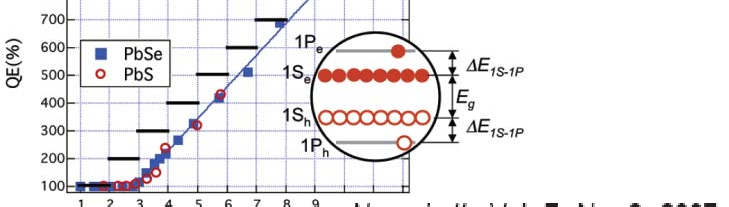 QE(%)
700
600
500
400
300
200
100
PbSe
PbS
1 2 3 4 5 6 7 8 9
1Pe
1Se
1Sh
1Ph
ΔE1S-1P
Eg
ΔE1S-1P